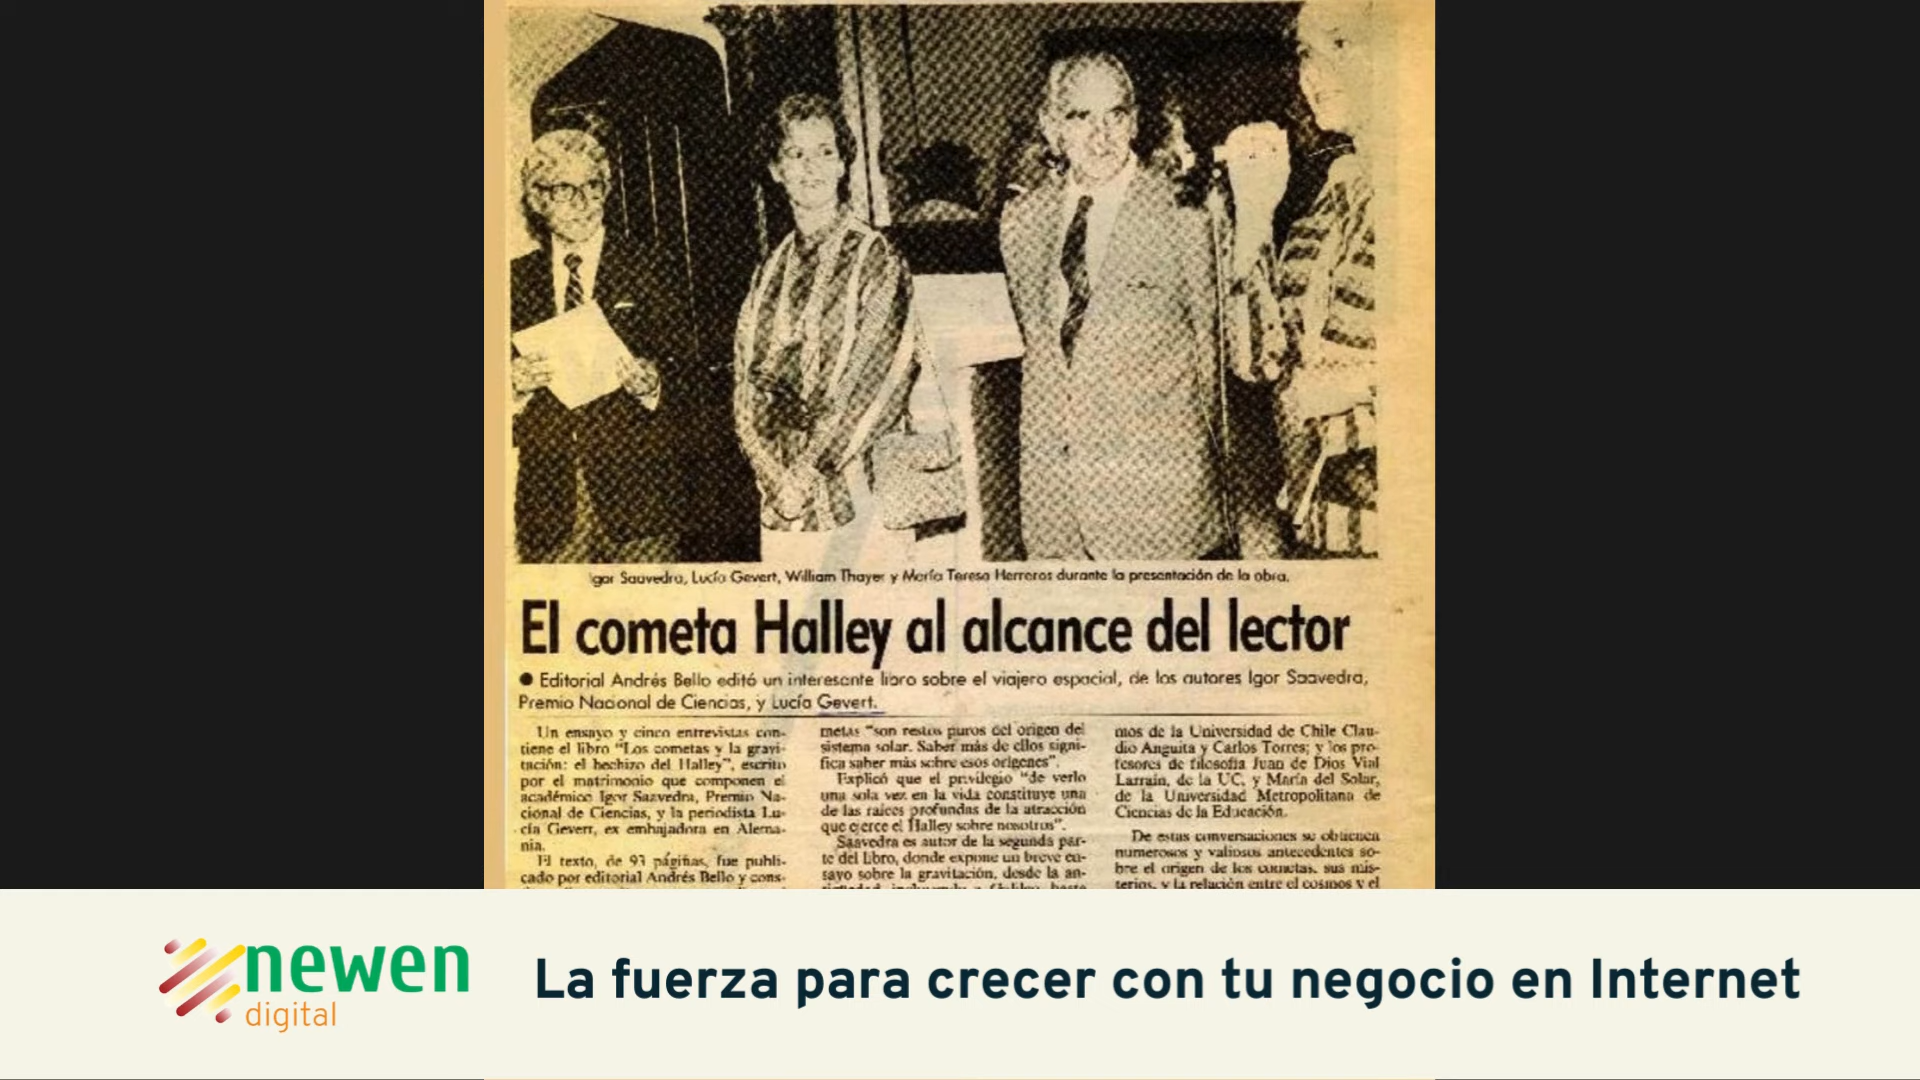 Igor Saavedra, Lucía Gevert, William Thayer y María Teresa Herreros durante la presentación de la obra.
El cometa Halley al alcance del lector
● Editorial Andrés Bello editó un interesante libro sobre el viajero espacial, de los autores Igor Saavedra,
Premio Nacional de Ciencias, y Lucía Gevert.
Un ensayo y cinco entrevistas con-
tiene el libro "Los cometas y la gravi-
tación: el hechizo del Halley", escrito
por el matrimonio que componen el
académico Igor Saavedra, Premio Na-
cional de Ciencias, y la periodista Lu-
cía Gevert, ex embajadora en Alema-
nia.
El texto, de 93 páginas, fue publi-
cado por editorial Andrés Bello y cons-
metas "son restos puros del origen del
sistema solar. Saber más de ellos signi-
fica saber más sobre esos orígenes".
Explicó que el privilegio "de verlo
una sola vez en la vida constituye una
de las raíces profundas de la atracción
que ejerce el Halley sobre nosotros".
Saavedra es autor de la segunda par-
te del libro, donde expone un breve en-
sayo sobre la gravitación, desde la an-
mos de la Universidad de Chile Clau-
dio Anguita y Carlos Torres; y los pro-
fesores de filosofía Juan de Dios Vial
Larraín, de la UC, y María del Solar,
de la Universidad Metropolitana de
Ciencias de la Educación.
De estas conversaciones se obtienen
numerosos y valiosos antecedentes so-
bre el origen de los cometas, sus mis-
terios, y la relación entre el cosmos y el
newen
digital
La fuerza para crecer con tu negocio en Internet